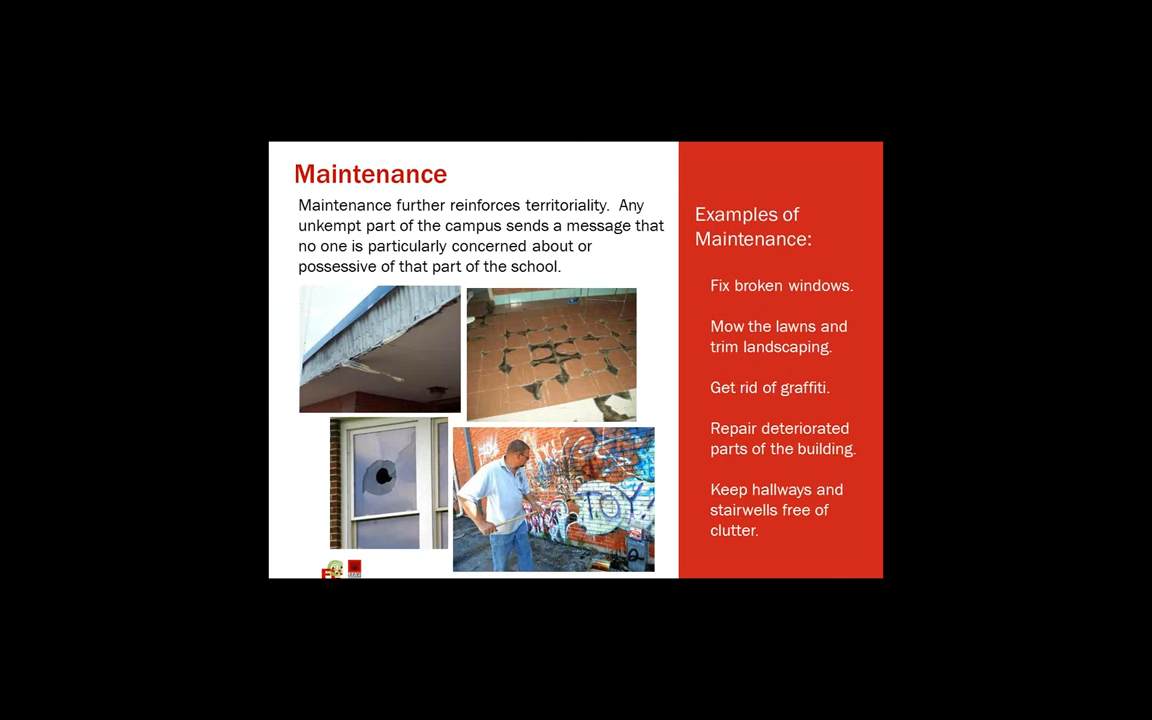 Maintenance
Maintenance further reinforces territoriality.  Any
unkempt part of the campus sends a message that
no one is particularly concerned about or
possessive of that part of the school.
TOY
Examples of
Maintenance:
Fix broken windows.
Mow the lawns and
trim landscaping.
Get rid of graffiti.
Repair deteriorated
parts of the building.
Keep hallways and
stairwells free of
clutter.